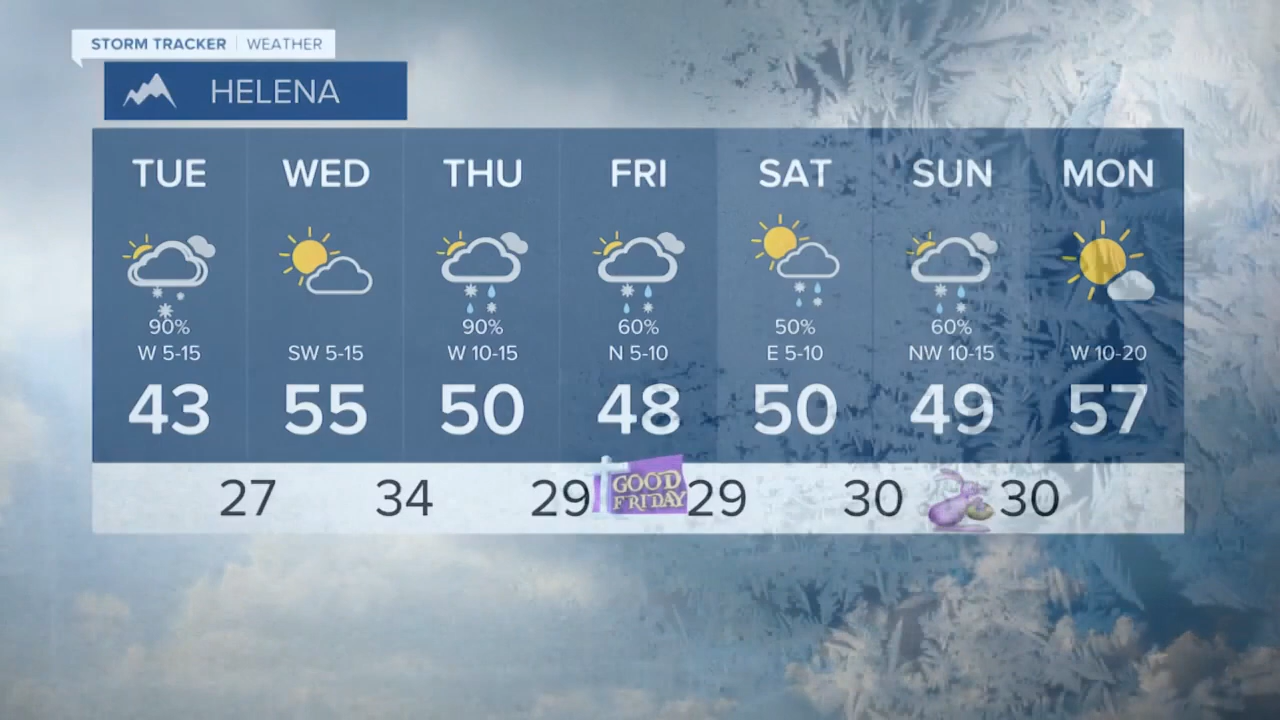 STORM TRACKER | WEATHER
HELENA
TUE WED THU FRI SAT SUN MON
90% 90% 60% 50% 60%
W 5-15 SW 5-15 W 10-15 N 5-10 E 5-10 NW 10-15 W 10-20
43 55 50 48 50 49 57
27 34 29 29 30 30
GOOD
FRIDAY